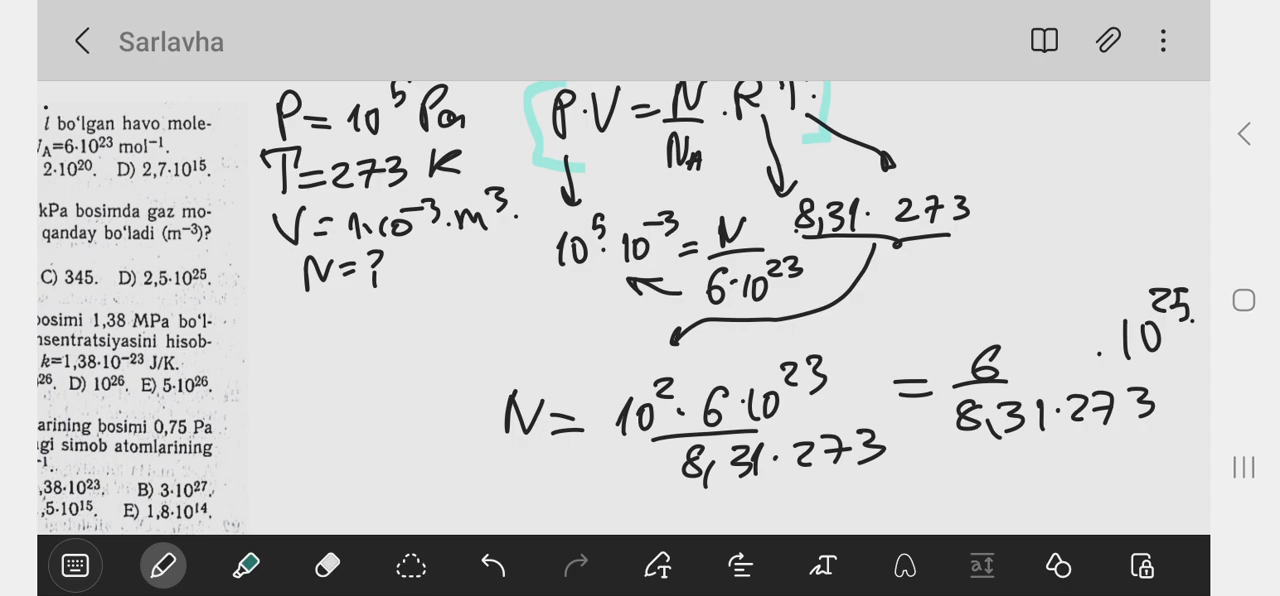 Sarlavha
i bo'lgan havo mole-
/A=6·10²³ mol⁻¹.
2·10²⁰. D) 2,7·10¹⁵.
kPa bosimda gaz mo-
qanday bo'ladi (m⁻³)?
C) 345. D) 2,5·10²⁵.
osimi 1,38 MPa bo'l-
nsentratsiyasini hisob-
k=1,38·10⁻²³ J/K.
²⁶. D) 10²⁶. E) 5·10²⁶.
arining bosimi 0,75 Pa
gi simob atomlarining
-1.
,38·10²³. B) 3·10²⁷.
,5·10¹⁵. E) 1,8·10¹⁴.
P = 10⁵ Pa
T = 273 K
V = 1·10⁻³·m³.
N = ?
[P·V = N/N_A · R T.]
10⁵·10⁻³ = N/6·10²³ 8,31·273
N = 10²·6·10²³/8,31·273 = 6/8,31·273 ·10²⁵.